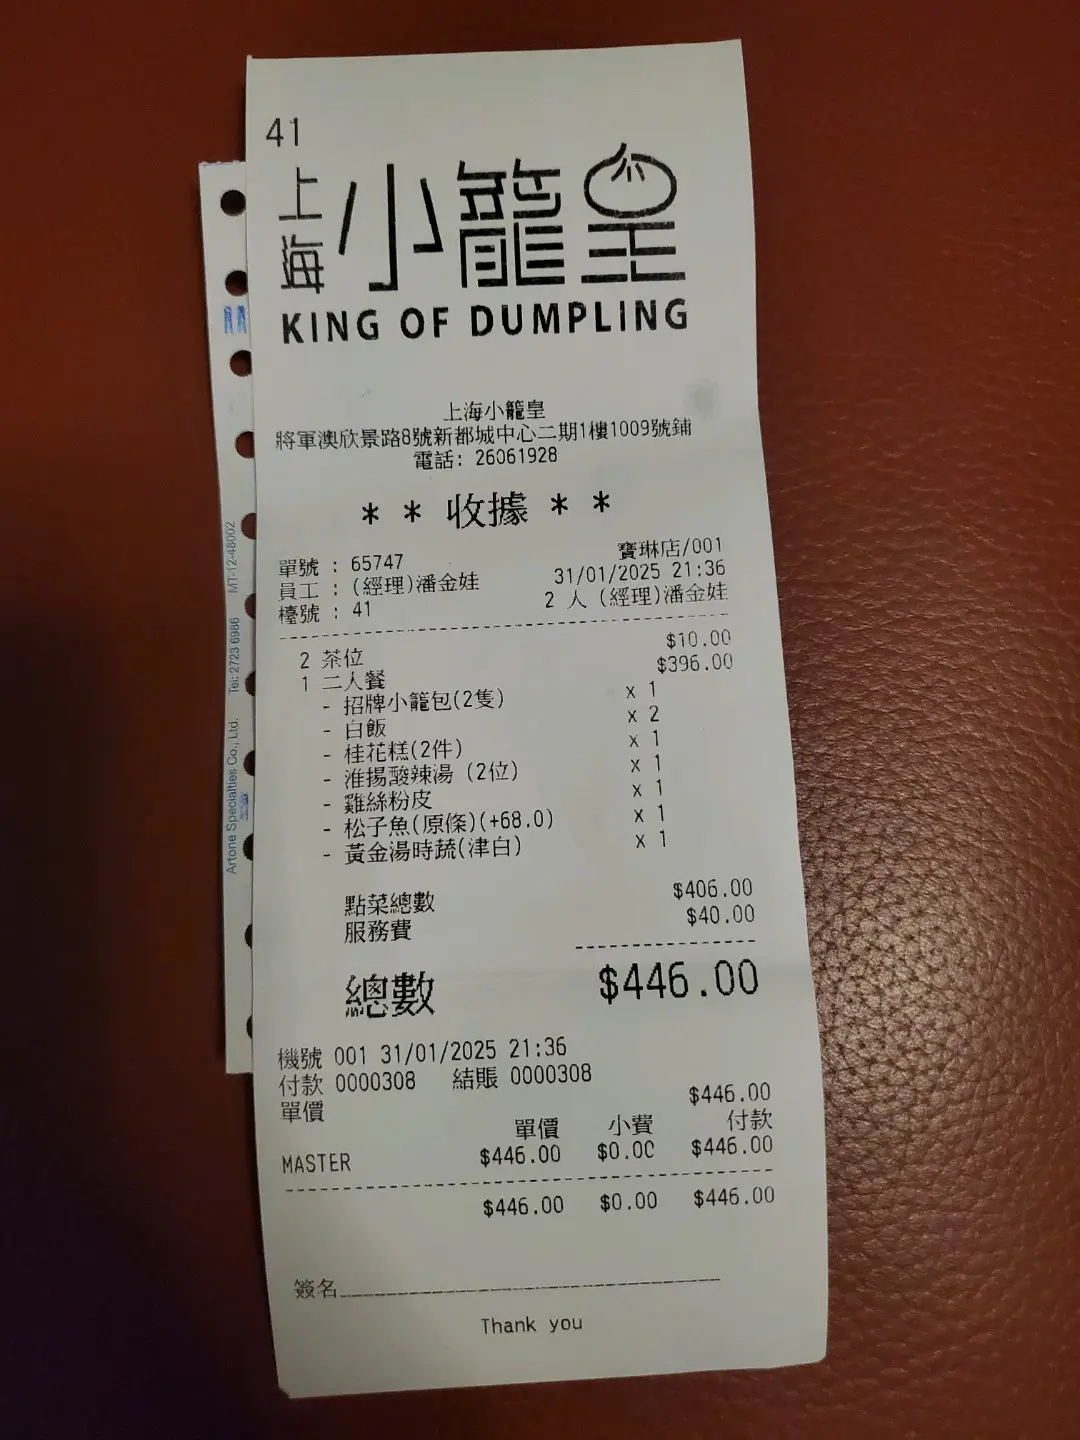 41
上海小籠皇
KING OF DUMPLING
上海小籠皇
將軍澳欣景路8號新都城中心二期1樓1009號鋪
電話: 26061928
* * 收據 * *
單號 : 65747 寶琳店/001
員工 : (經理)潘金娃 31/01/2025 21:36
檯號 : 41 2 人 (經理)潘金娃
2 茶位 $10.00
1 二人餐 $396.00
- 招牌小籠包(2隻) x 1
- 白飯 x 2
- 桂花糕(2件) x 1
- 淮揚酸辣湯 (2位) x 1
- 雞絲粉皮 x 1
- 松子魚(原條)(+68.0) x 1
- 黃金湯時蔬(津白) x 1
點菜總數 $406.00
服務費 $40.00
總數 $446.00
機號 001 31/01/2025 21:36
付款 0000308 結賬 0000308
單價 $446.00
單價 小費 付款
MASTER $446.00 $0.00 $446.00
$446.00 $0.00 $446.00
簽名
Thank you
Artone Specialties Co., Ltd. Tel: 2723 6986 MT-12-48002